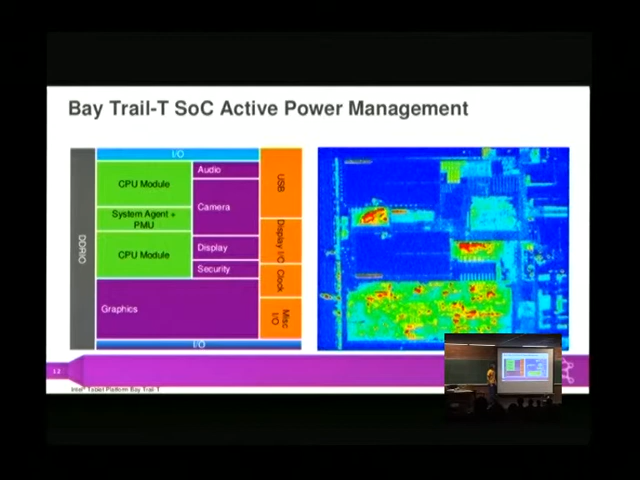 Bay Trail-T SoC Active Power Management
I/O
DDRIO
CPU Module
System Agent +
PMU
CPU Module
Audio
Camera
Display
Security
Graphics
USB
Display I/O
Clock
Misc
I/O
I/O
12
Intel® Tablet Platform Bay Trail-T